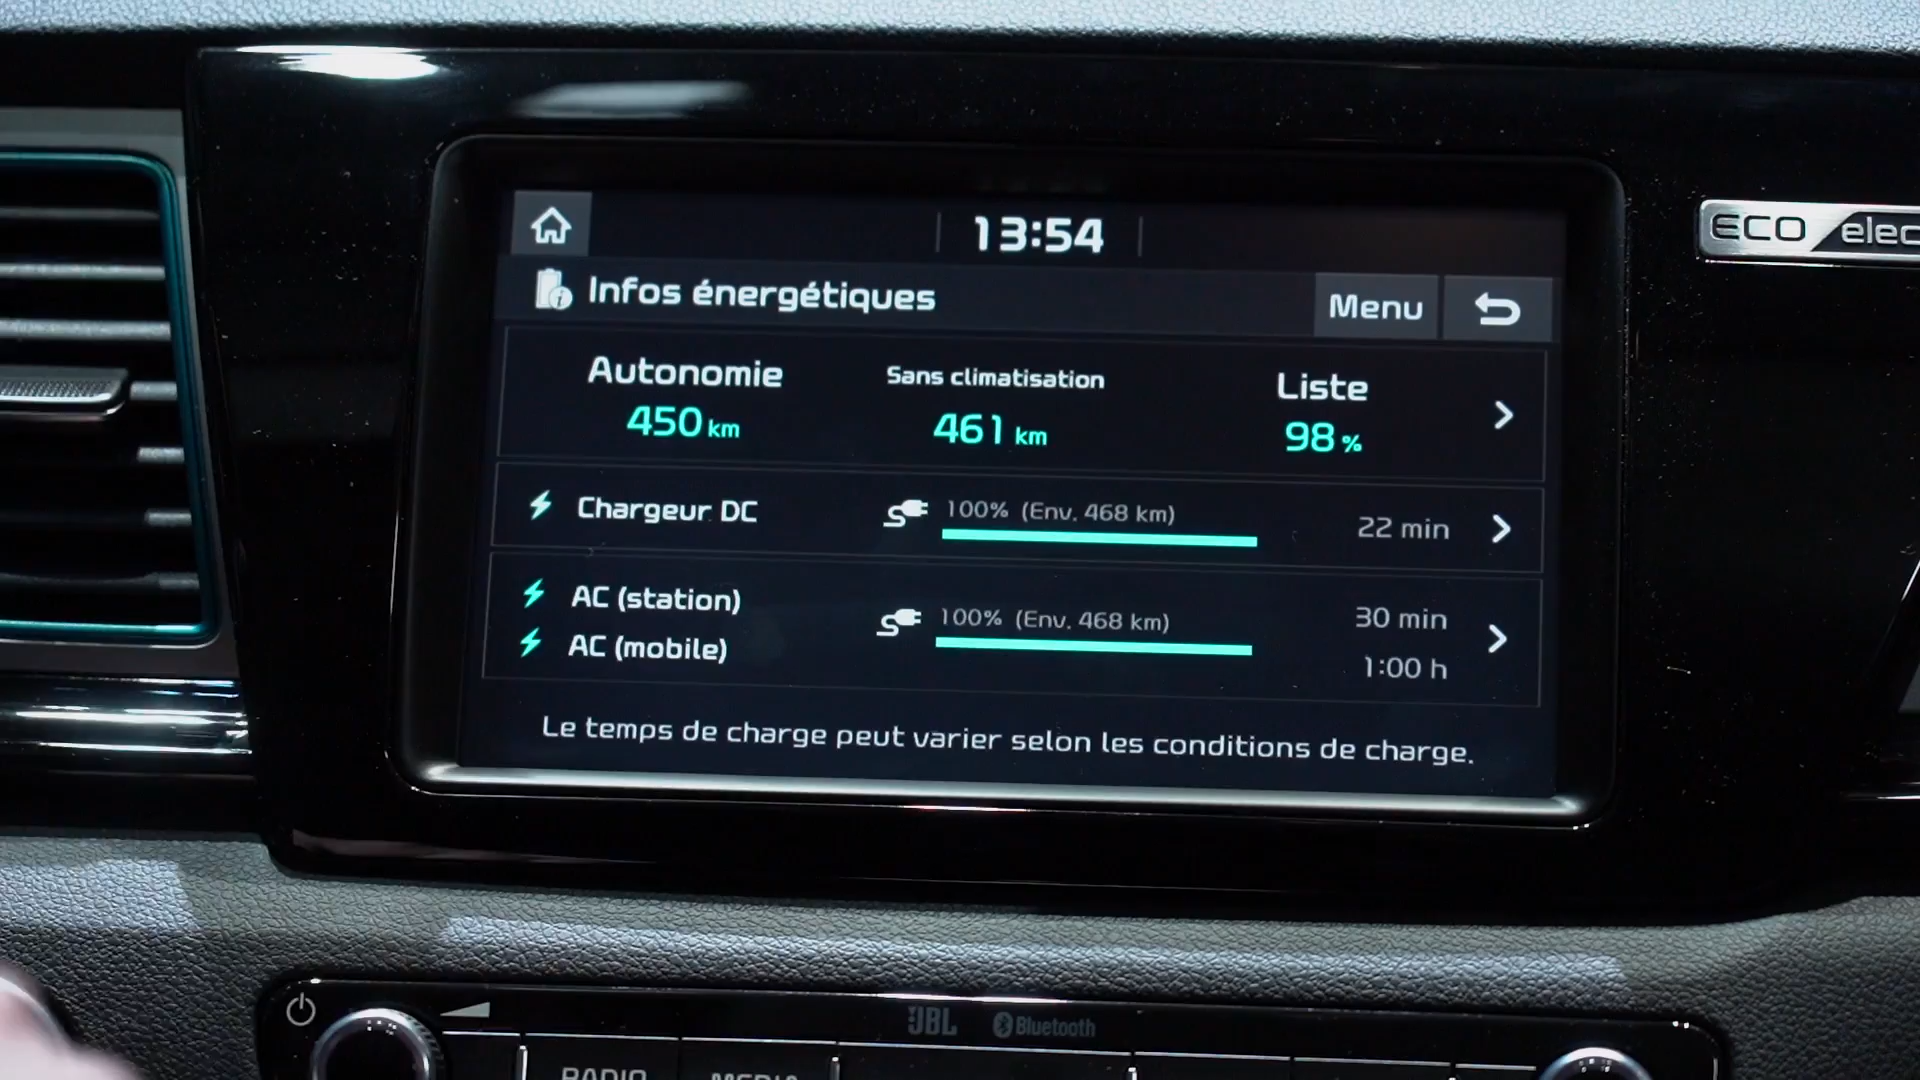 13:54
ECO elec
Infos énergétiques
Menu
Autonomie
Sans climatisation
Liste
450 km
461 km
98 %
Chargeur DC
100% (Env. 468 km)
22 min
AC (station)
100% (Env. 468 km)
30 min
AC (mobile)
1:00 h
Le temps de charge peut varier selon les conditions de charge.
JBL
Bluetooth
RADIO
MEDIA